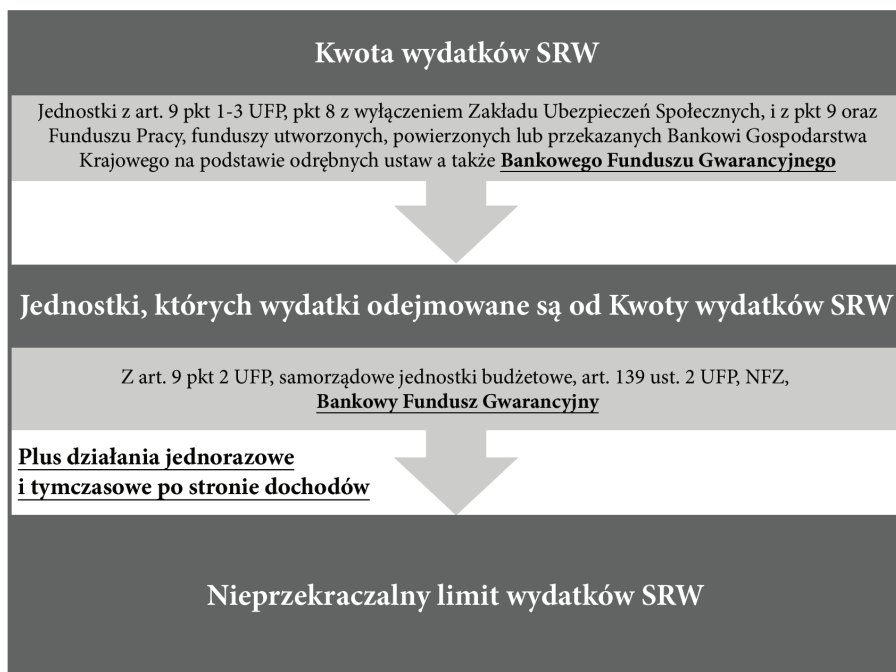 Kwota wydatków SRW
Jednostki z art. 9 pkt 1-3 UFP, pkt 8 z wyłączeniem Zakładu Ubezpieczeń Społecznych, i z pkt 9 oraz
Funduszu Pracy, funduszy utworzonych, powierzonych lub przekazanych Bankowi Gospodarstwa
Krajowego na podstawie odrębnych ustaw a także Bankowego Funduszu Gwarancyjnego
Jednostki, których wydatki odejmowane są od Kwoty wydatków SRW
Z art. 9 pkt 2 UFP, samorządowe jednostki budżetowe, art. 139 ust. 2 UFP, NFZ,
Bankowy Fundusz Gwarancyjny
Plus działania jednorazowe
i tymczasowe po stronie dochodów
Nieprzekraczalny limit wydatków SRW